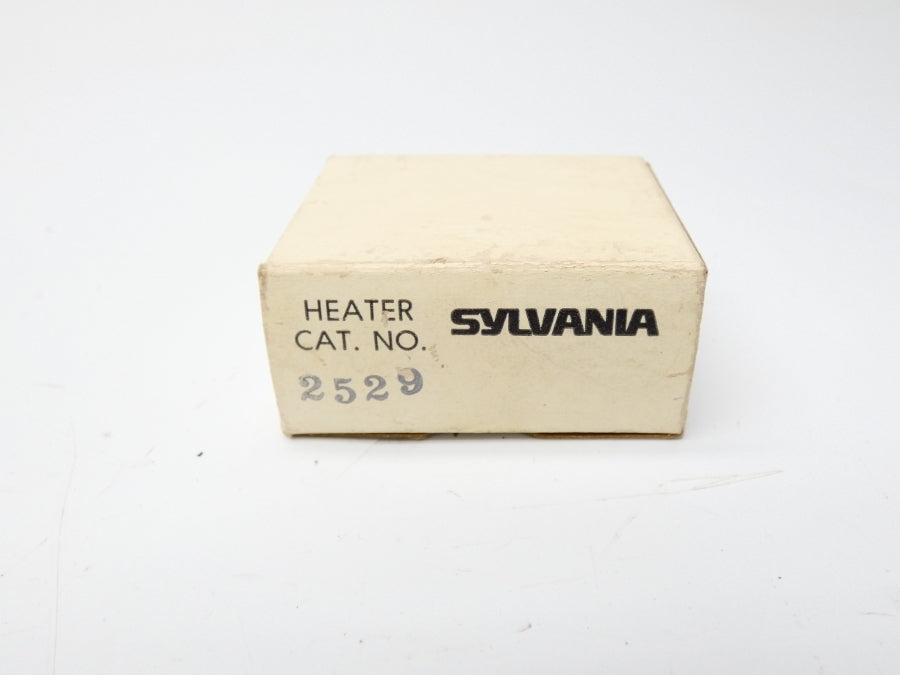 HEATER
CAT. NO.
2529
SYLVANIA